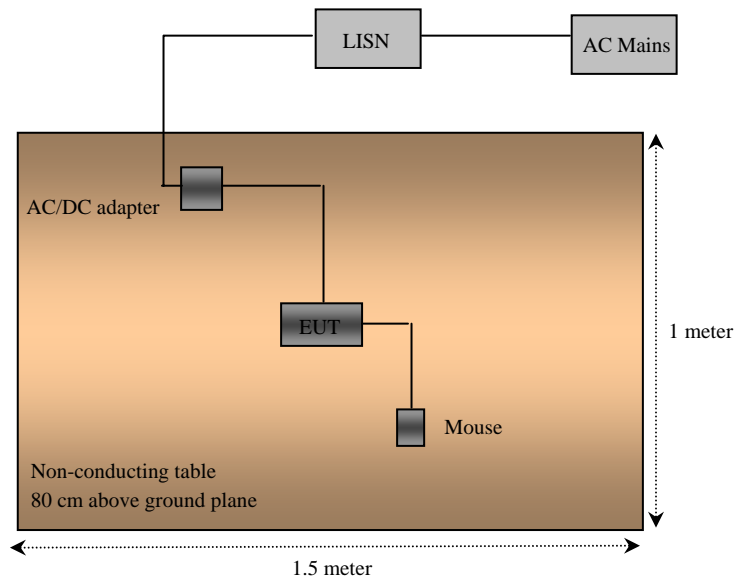 LISN
AC Mains
AC/DC adapter
EUT
1 meter
Mouse
Non-conducting table
80 cm above ground plane
1.5 meter